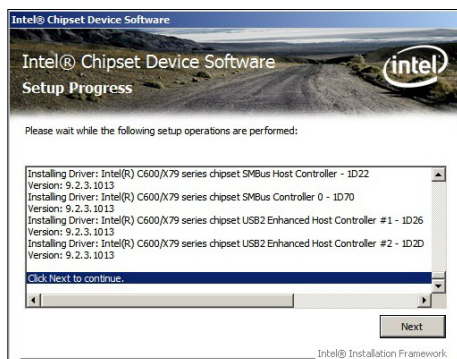 Intel® Chipset Device Software
Intel® Chipset Device Software
Setup Progress
intel
Please wait while the following setup operations are performed:
Installing Driver: Intel(R) C600/X79 series chipset SMBus Host Controller - 1D22
Version: 9.2.3.1013
Installing Driver: Intel(R) C600/X79 series chipset SMBus Controller 0 - 1D70
Version: 9.2.3.1013
Installing Driver: Intel(R) C600/X79 series chipset USB2 Enhanced Host Controller #1 - 1D26
Version: 9.2.3.1013
Installing Driver: Intel(R) C600/X79 series chipset USB2 Enhanced Host Controller #2 - 1D2D
Version: 9.2.3.1013
Click Next to continue.
Next
Intel® Installation Framework